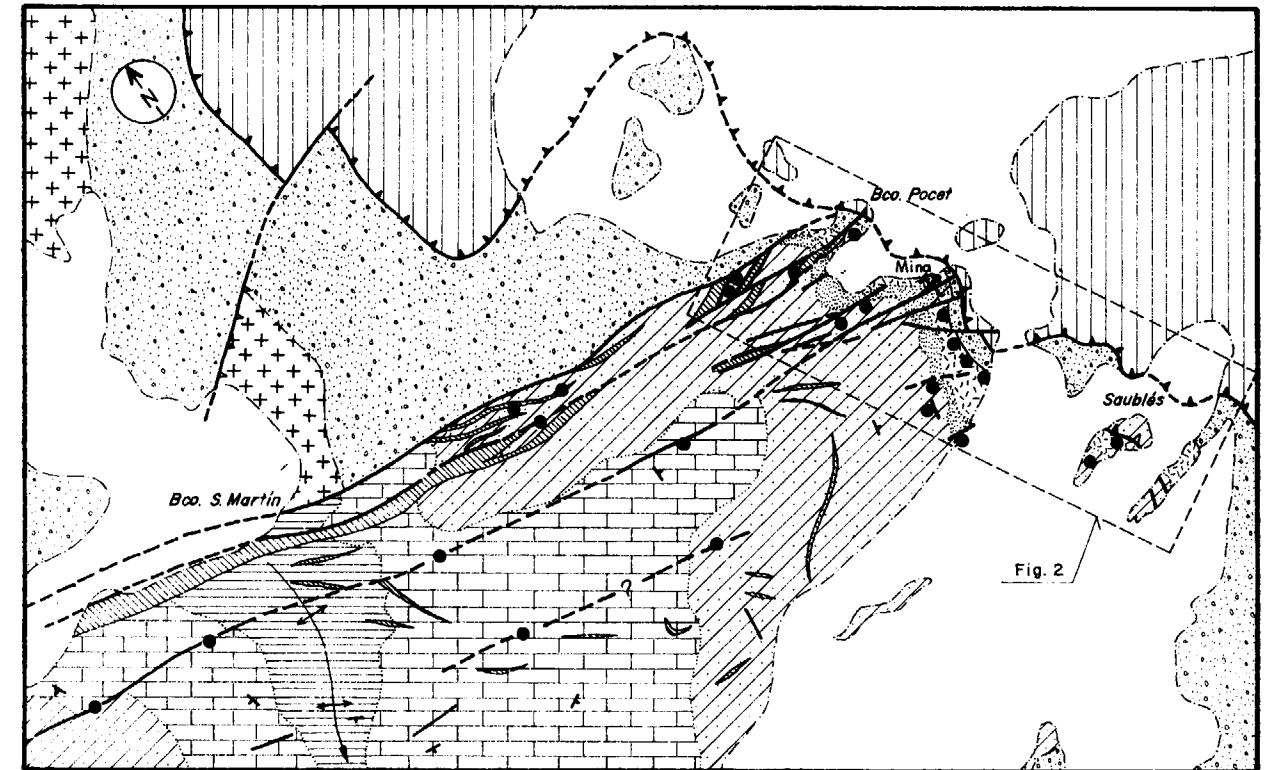 N
Bco. Pocet
Mina
Saublés
Bco. S. Martín
?
Fig. 2